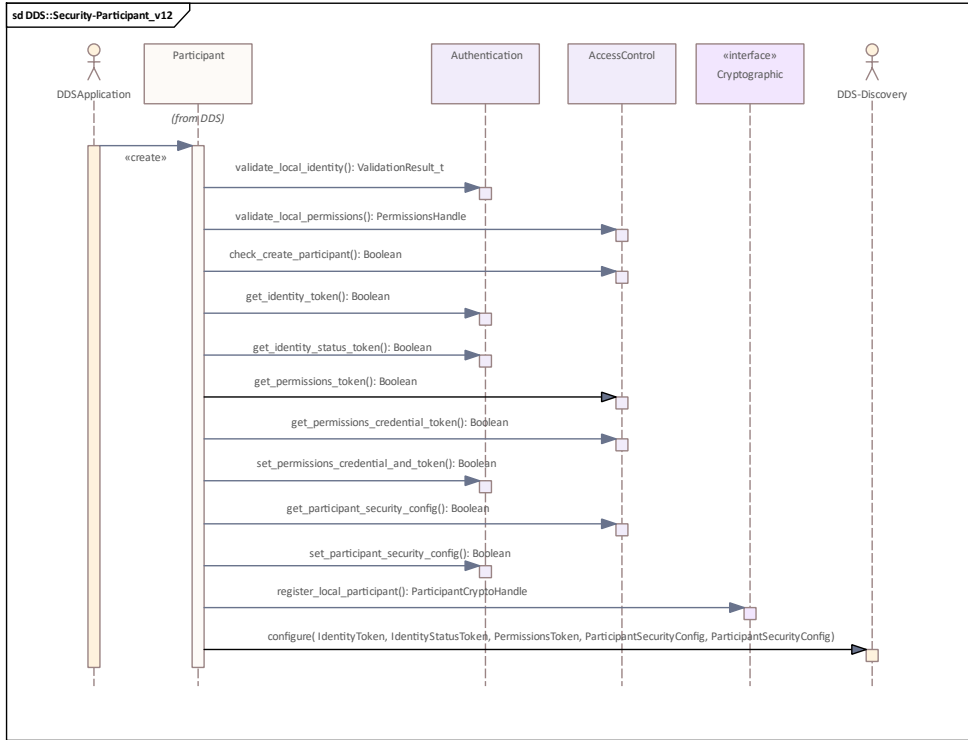 sd DDS::Security-Participant_v12
DDSApplication
Participant
(from DDS)
Authentication
AccessControl
«interface»
Cryptographic
DDS-Discovery
«create»
validate_local_identity(): ValidationResult_t
validate_local_permissions(): PermissionsHandle
check_create_participant(): Boolean
get_identity_token(): Boolean
get_identity_status_token(): Boolean
get_permissions_token(): Boolean
get_permissions_credential_token(): Boolean
set_permissions_credential_and_token(): Boolean
get_participant_security_config(): Boolean
set_participant_security_config(): Boolean
register_local_participant(): ParticipantCryptoHandle
configure( IdentityToken, IdentityStatusToken, PermissionsToken, ParticipantSecurityConfig, ParticipantSecurityConfig)